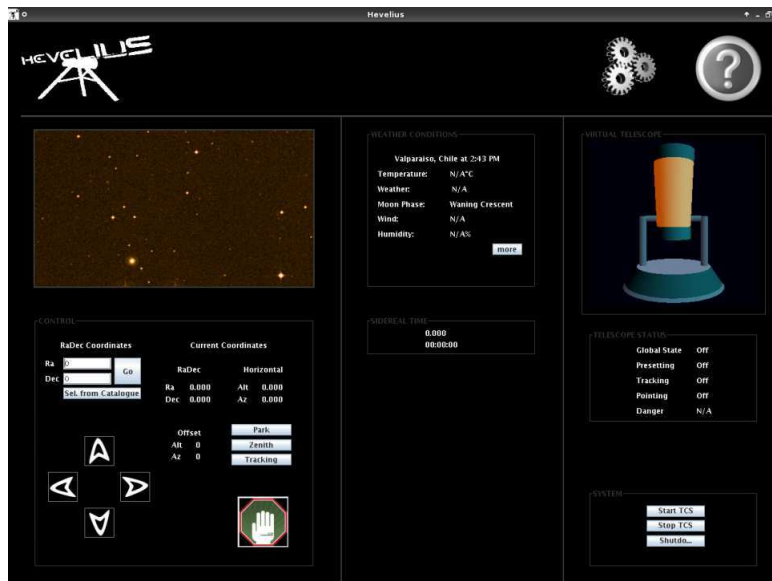 Hevelius
HEVELIUS
WEATHER CONDITIONS
Valparaiso, Chile at 2:43 PM
Temperature: N/A°C
Weather: N/A
Moon Phase: Waning Crescent
Wind: N/A
Humidity: N/A%
more
SIDEREAL TIME
0.000
00:00:00
VIRTUAL TELESCOPE
CONTROL
RaDec Coordinates
Ra 0
Dec 0
Go
Sel. from Catalogue
Current Coordinates
RaDec Horizontal
Ra 0.000 Alt 0.000
Dec 0.000 Az 0.000
Offset
Alt 0
Az 0
Park
Zenith
Tracking
TELESCOPE STATUS
Global State Off
Presetting Off
Tracking Off
Pointing Off
Danger N/A
SYSTEM
Start TCS
Stop TCS
Shutdo...